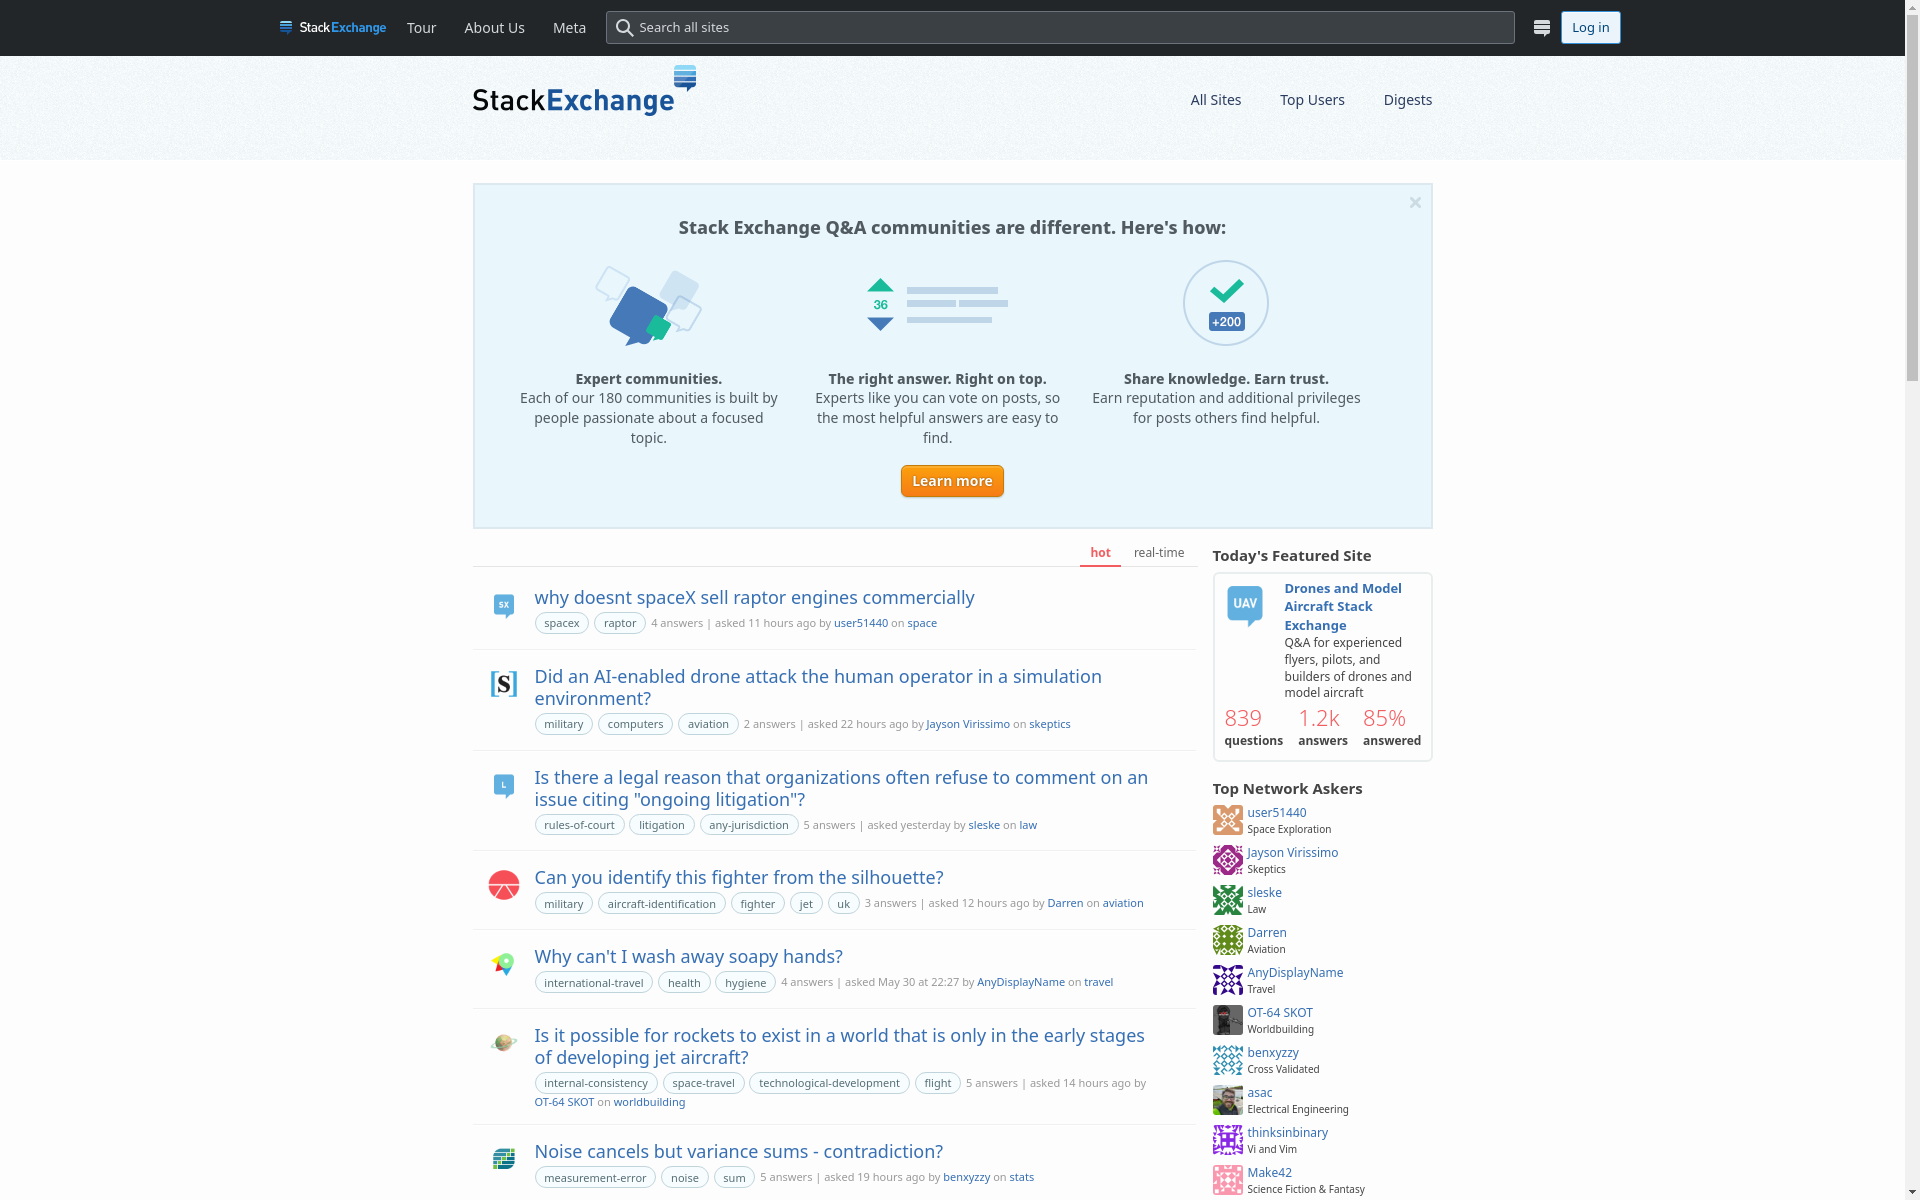 StackExchange Tour About Us Meta Search all sites Log in
StackExchange
All Sites Top Users Digests
Stack Exchange Q&A communities are different. Here's how:
36
+200
Expert communities.
Each of our 180 communities is built by
people passionate about a focused
topic.
The right answer. Right on top.
Experts like you can vote on posts, so
the most helpful answers are easy to
find.
Share knowledge. Earn trust.
Earn reputation and additional privileges
for posts others find helpful.
Learn more
hot real-time
SX
why doesnt spaceX sell raptor engines commercially
spacex raptor 4 answers | asked 11 hours ago by user51440 on space
[S]
Did an AI-enabled drone attack the human operator in a simulation
environment?
military computers aviation 2 answers | asked 22 hours ago by Jayson Virissimo on skeptics
L
Is there a legal reason that organizations often refuse to comment on an
issue citing "ongoing litigation"?
rules-of-court litigation any-jurisdiction 5 answers | asked yesterday by sleske on law
Can you identify this fighter from the silhouette?
military aircraft-identification fighter jet uk 3 answers | asked 12 hours ago by Darren on aviation
Why can't I wash away soapy hands?
international-travel health hygiene 4 answers | asked May 30 at 22:27 by AnyDisplayName on travel
Is it possible for rockets to exist in a world that is only in the early stages
of developing jet aircraft?
internal-consistency space-travel technological-development flight 5 answers | asked 14 hours ago by
OT-64 SKOT on worldbuilding
Noise cancels but variance sums - contradiction?
measurement-error noise sum 5 answers | asked 19 hours ago by benxyzzy on stats
Today's Featured Site
UAV
Drones and Model
Aircraft Stack
Exchange
Q&A for experienced
flyers, pilots, and
builders of drones and
model aircraft
839 1.2k 85%
questions answers answered
Top Network Askers
user51440
Space Exploration
Jayson Virissimo
Skeptics
sleske
Law
Darren
Aviation
AnyDisplayName
Travel
OT-64 SKOT
Worldbuilding
benxyzzy
Cross Validated
asac
Electrical Engineering
thinksinbinary
Vi and Vim
Make42
Science Fiction & Fantasy